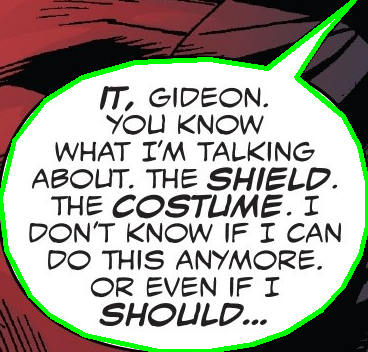 IT, GIDEON.
YOU KNOW
WHAT I'M TALKING
ABOUT. THE SHIELD.
THE COSTUME. I
DON'T KNOW IF I CAN
DO THIS ANYMORE.
OR EVEN IF I
SHOULD...